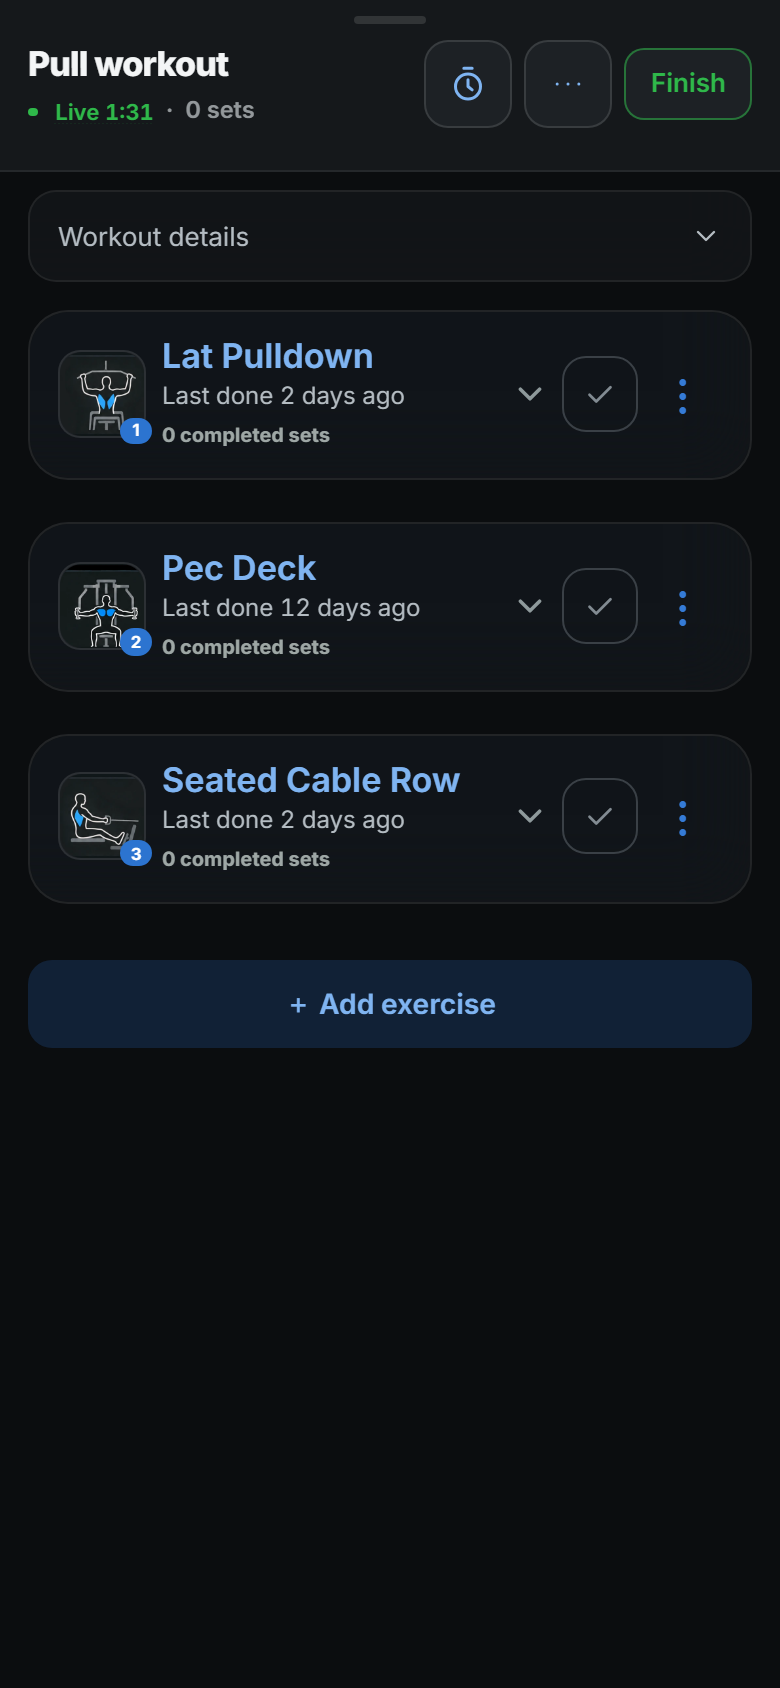 Pull workout
Live 1:31 · 0 sets
Finish
Workout details
Lat Pulldown
Last done 2 days ago
1
0 completed sets
Pec Deck
Last done 12 days ago
2
0 completed sets
Seated Cable Row
Last done 2 days ago
3
0 completed sets
+ Add exercise